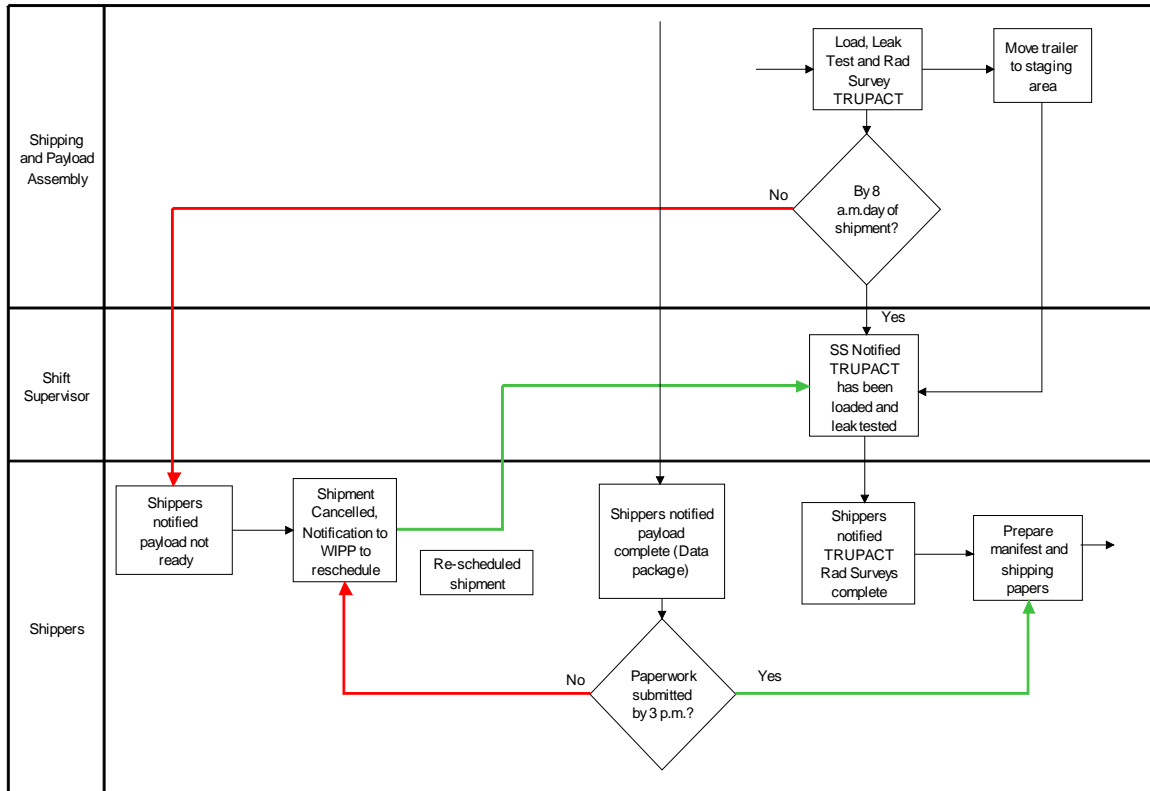 Shipping
and Payload
Assembly
Load, Leak
Test and Rad
Survey
TRUPACT
Move trailer
to staging
area
No
By 8
a.m.day of
shipment?
Yes
Shift
Supervisor
SS Notified
TRUPACT
has been
loaded and
leak tested
Shippers
Shippers
notified
payload not
ready
Shipment
Cancelled,
Notification to
WIPP to
reschedule
Re-scheduled
shipment
Shippers notified
payload
complete (Data
package)
Shippers
notified
TRUPACT
Rad Surveys
complete
Prepare
manifest and
shipping
papers
No
Paperwork
submitted
by 3 p.m.?
Yes